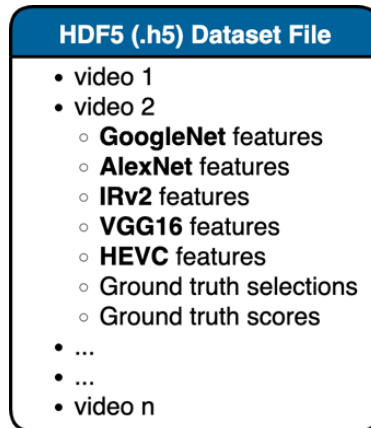 HDF5 (.h5) Dataset File
• video 1
• video 2
○ GoogleNet features
○ AlexNet features
○ IRv2 features
○ VGG16 features
○ HEVC features
○ Ground truth selections
○ Ground truth scores
• ...
• ...
• video n